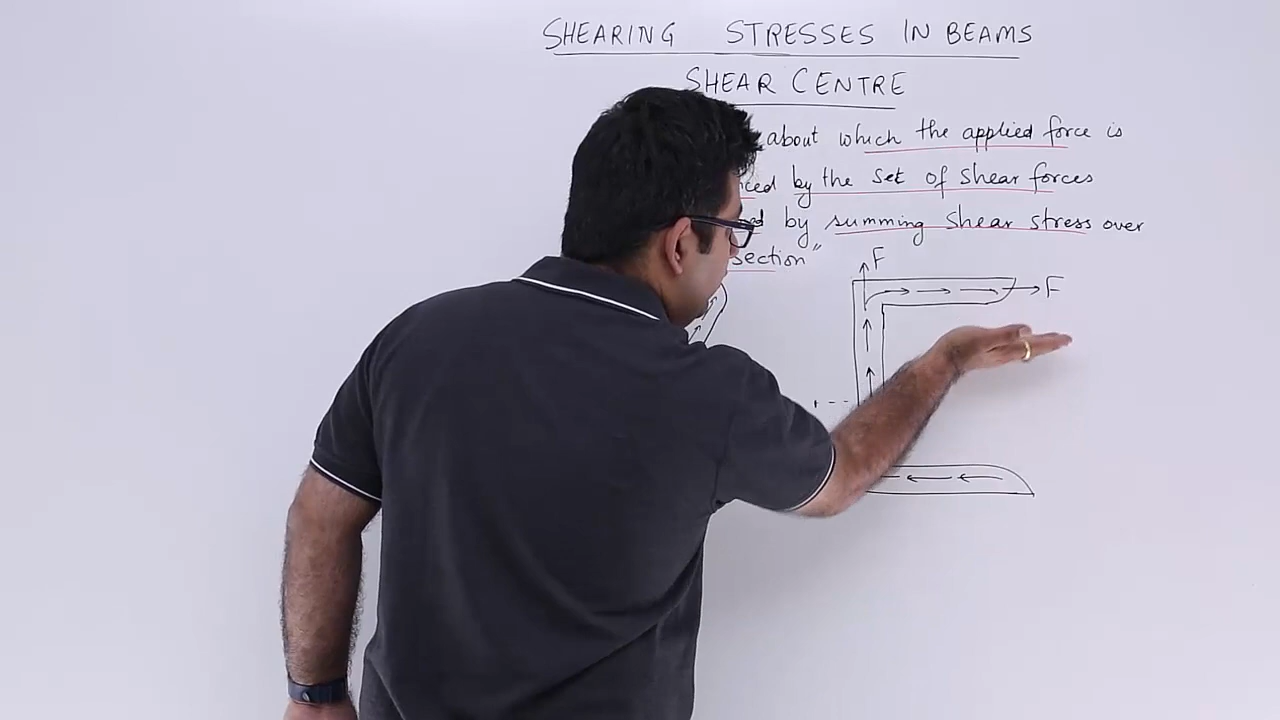 SHEARING STRESSES IN BEAMS
SHEAR CENTRE
about which the applied force is
by the set of shear forces
by summing shear stress over
section"
F
F